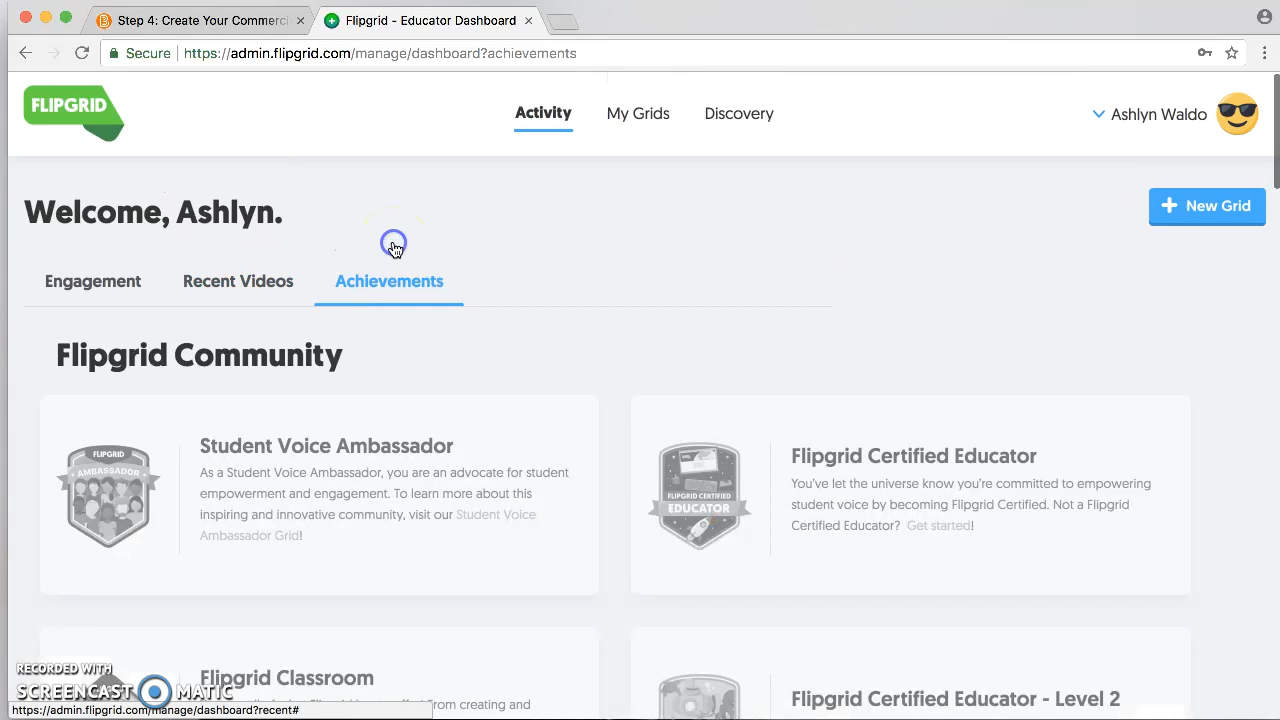 Step 4: Create Your Commerci
Flipgrid - Educator Dashboard
Secure
https://admin.flipgrid.com/manage/dashboard?achievements
FLIPGRID
Activity
My Grids
Discovery
Ashlyn Waldo
Welcome, Ashlyn.
New Grid
Engagement
Recent Videos
Achievements
Flipgrid Community
FLIPGRID
AMBASSADOR
Student Voice Ambassador
As a Student Voice Ambassador, you are an advocate for student
empowerment and engagement. To learn more about this
inspiring and innovative community, visit our Student Voice
Ambassador Grid!
FLIPGRID CERTIFIED
EDUCATOR
Flipgrid Certified Educator
You've let the universe know you're committed to empowering
student voice by becoming Flipgrid Certified. Not a Flipgrid
Certified Educator? Get started!
Flipgrid Classroom
From creating and
Flipgrid Certified Educator - Level 2
RECORDED WITH
SCREENCAST MATIC
https://admin.flipgrid.com/manage/dashboard?recent#